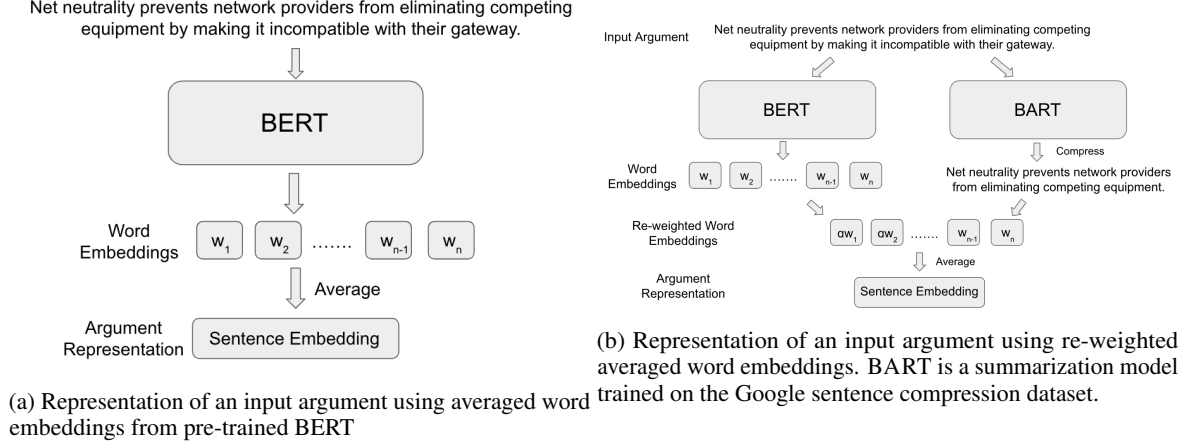 Net neutrality prevents network providers from eliminating competing
equipment by making it incompatible with their gateway.
BERT
Word
Embeddings
w1 w2 ....... wn-1 wn
Average
Argument
Representation
Sentence Embedding
(a) Representation of an input argument using averaged word
embeddings from pre-trained BERT
Input Argument
Net neutrality prevents network providers from eliminating competing
equipment by making it incompatible with their gateway.
BERT
BART
Compress
Word
Embeddings
w1 w2 ....... wn-1 wn
Net neutrality prevents network providers
from eliminating competing equipment.
Re-weighted Word
Embeddings
αw1 αw2 ....... wn-1 wn
Average
Argument
Representation
Sentence Embedding
(b) Representation of an input argument using re-weighted
averaged word embeddings. BART is a summarization model
trained on the Google sentence compression dataset.